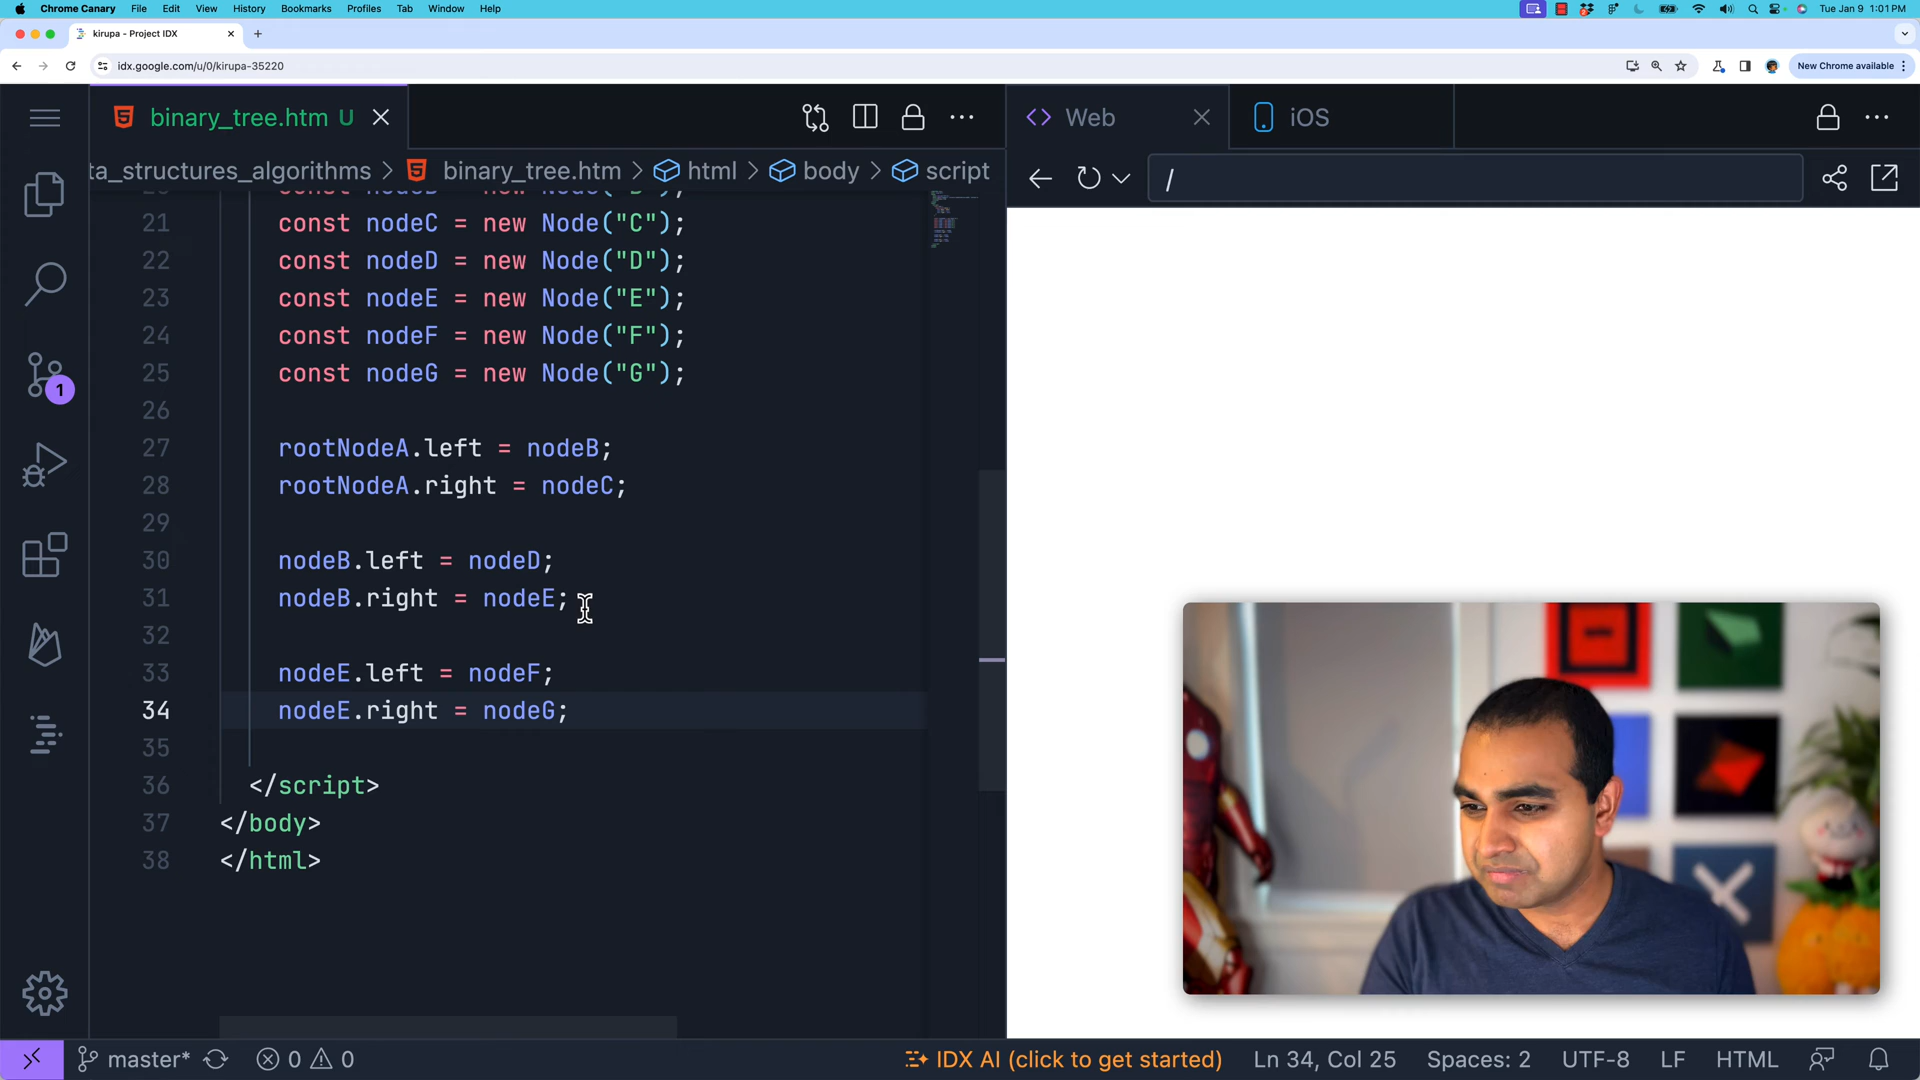 Chrome Canary File Edit View History Bookmarks Profiles Tab Window Help Tue Jan 9 1:01 PM
kirupa - Project IDX
idx.google.com/u/0/kirupa-35220 New Chrome available
binary_tree.htm U
Web
iOS
ta_structures_algorithms > binary_tree.htm > html > body > script
/
21 const nodeC = new Node("C");
22 const nodeD = new Node("D");
23 const nodeE = new Node("E");
24 const nodeF = new Node("F");
25 const nodeG = new Node("G");
26
27 rootNodeA.left = nodeB;
28 rootNodeA.right = nodeC;
29
30 nodeB.left = nodeD;
31 nodeB.right = nodeE;
32
33 nodeE.left = nodeF;
34 nodeE.right = nodeG;
35
36 </script>
37 </body>
38 </html>
1
master* 0 0 IDX AI (click to get started) Ln 34, Col 25 Spaces: 2 UTF-8 LF HTML